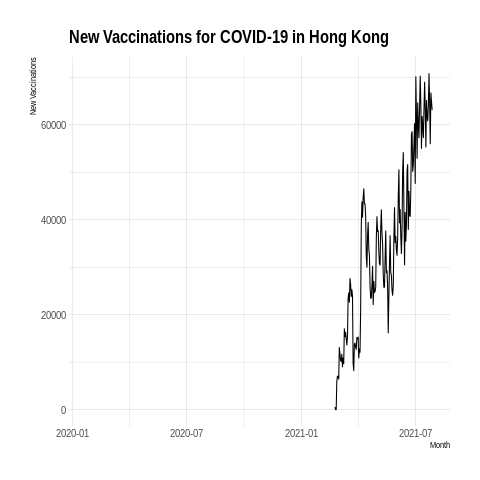 New Vaccinations for COVID-19 in Hong Kong
New Vaccinations
60000
40000
20000
0
2020-01
2020-07
2021-01
2021-07
Month